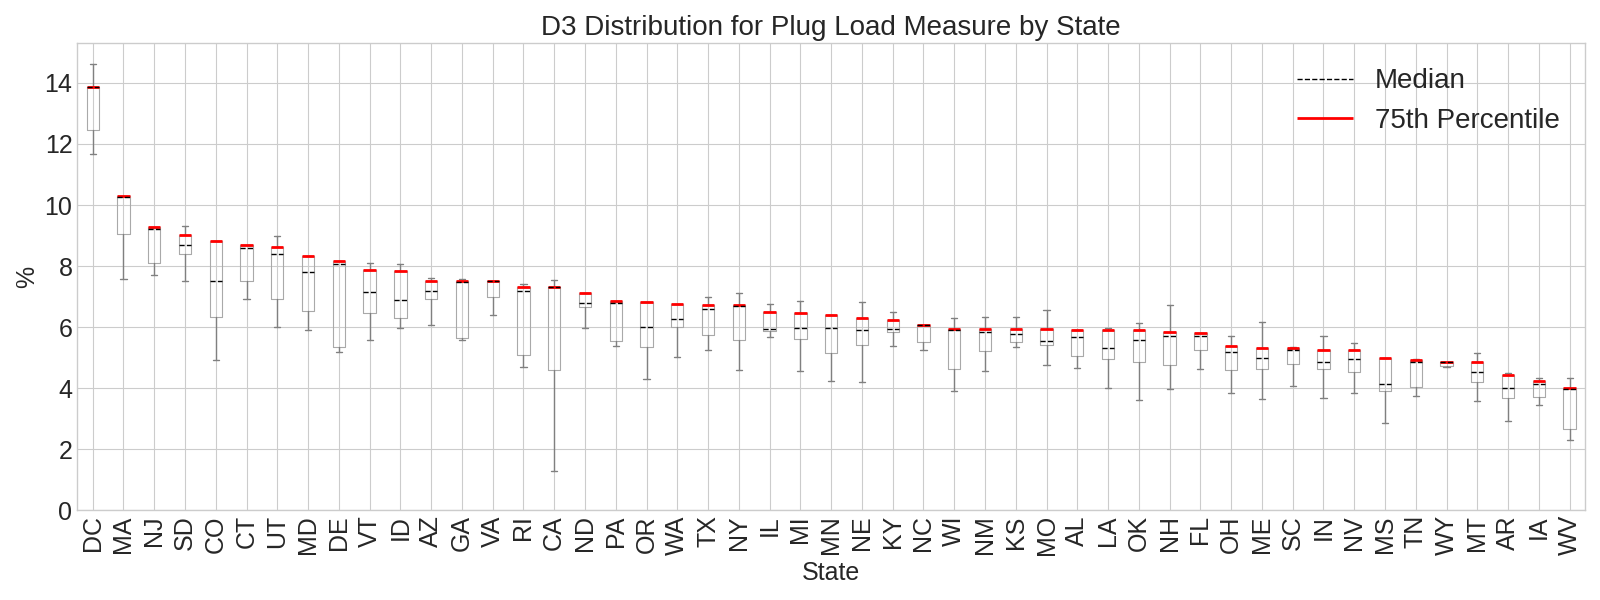 D3 Distribution for Plug Load Measure by State
Median
75th Percentile
%
14
12
10
8
6
4
2
0
DC MA NJ SD CO CT UT MD DE VT ID AZ GA VA RI CA ND PA OR WA TX NY IL MI MN NE KY NC WI NM KS MO AL LA OK NH FL OH ME SC IN NV MS TN WY MT AR IA WV
State